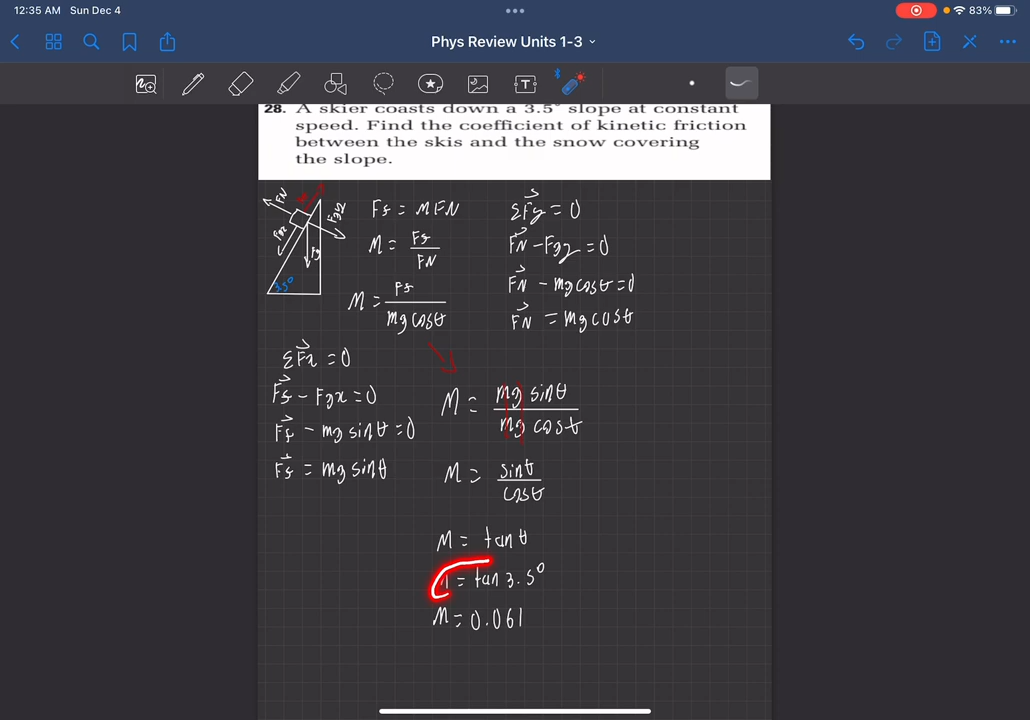 12:35 AM Sun Dec 4
83%
Phys Review Units 1-3
28. A skier coasts down a 3.5° slope at constant
speed. Find the coefficient of kinetic friction
between the skis and the snow covering
the slope.
FN
Fgy
Fgx
Fg
3.5°
Ff = MFN
M = Ff / FN
M = Ff / mg cosθ
ΣFy = 0
FN - Fgy = 0
FN - mg cosθ = 0
FN = mg cosθ
ΣFx = 0
Ff - Fgx = 0
Ff - mg sinθ = 0
Ff = mg sinθ
M = mg sinθ / mg cosθ
M = sinθ / cosθ
M = tanθ
= tan 3.5°
M = 0.061